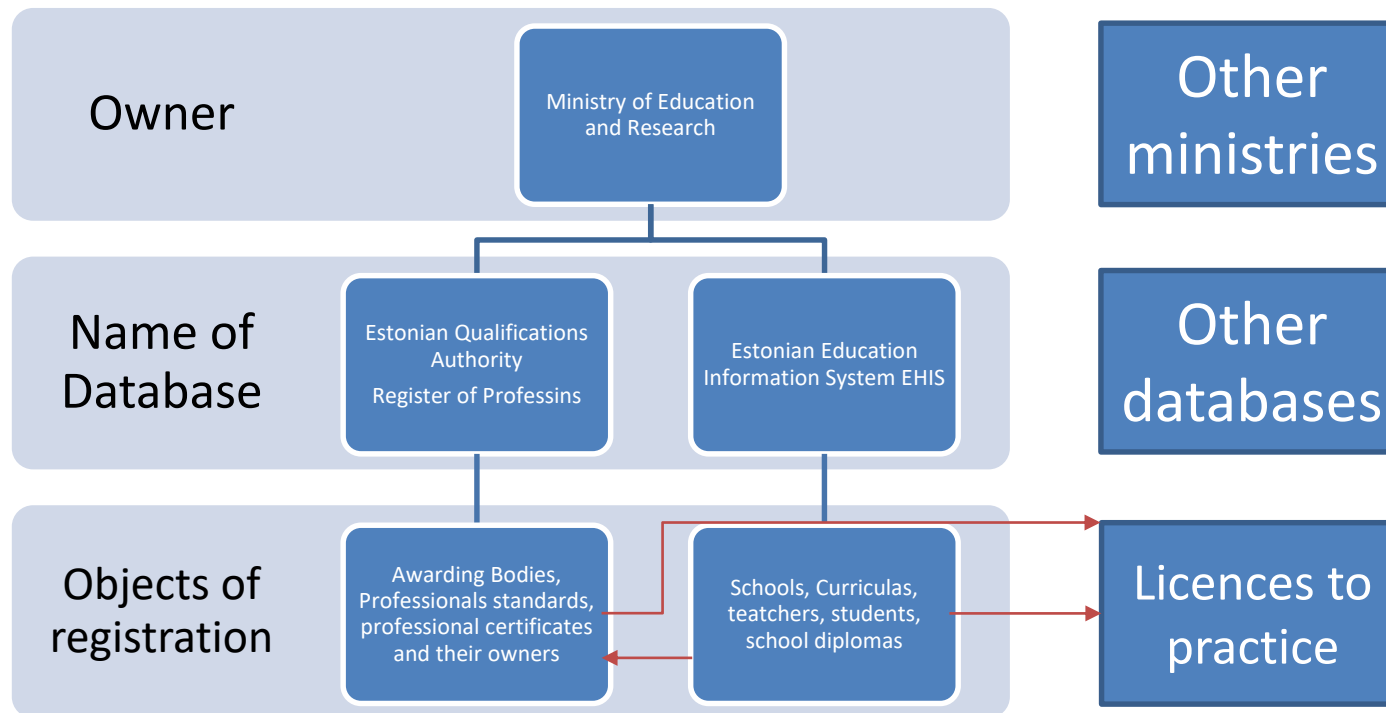 Owner
Ministry of Education
and Research
Other
ministries
Name of
Database
Estonian Qualifications
Authority
Register of Professins
Estonian Education
Information System EHIS
Other
databases
Objects of
registration
Awarding Bodies,
Professionals standards,
professional certificates
and their owners
Schools, Curriculas,
teatchers, students,
school diplomas
Licences to
practice